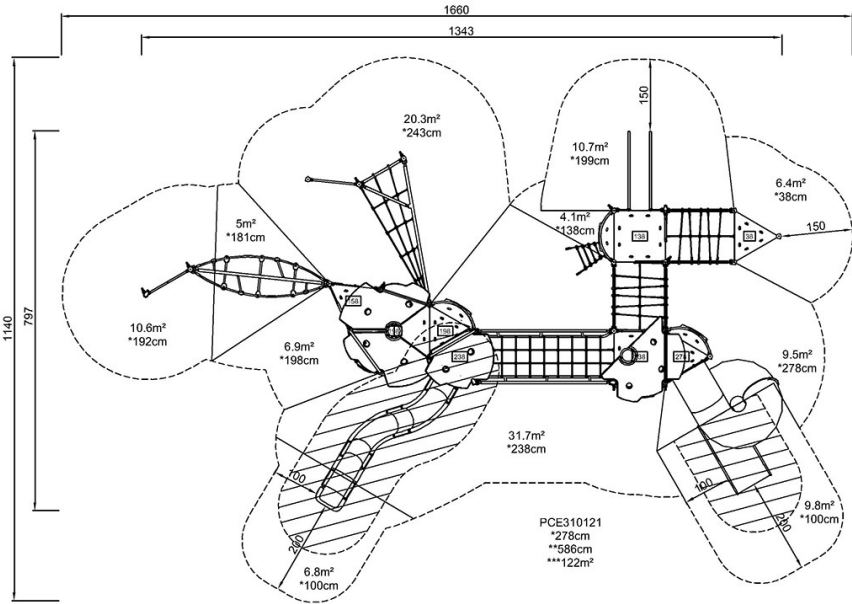 1660
1343
20.3m²
*243cm
150
10.7m²
*199cm
6.4m²
*38cm
5m²
*181cm
4.1m²
*138cm
138
38
150
1140
797
158
10.6m²
*192cm
6.9m²
*198cm
198
238
9.5m²
*278cm
31.7m²
*238cm
100
100
9.8m²
*100cm
PCE310121
*278cm
**586cm
***122m²
200
200
6.8m²
*100cm